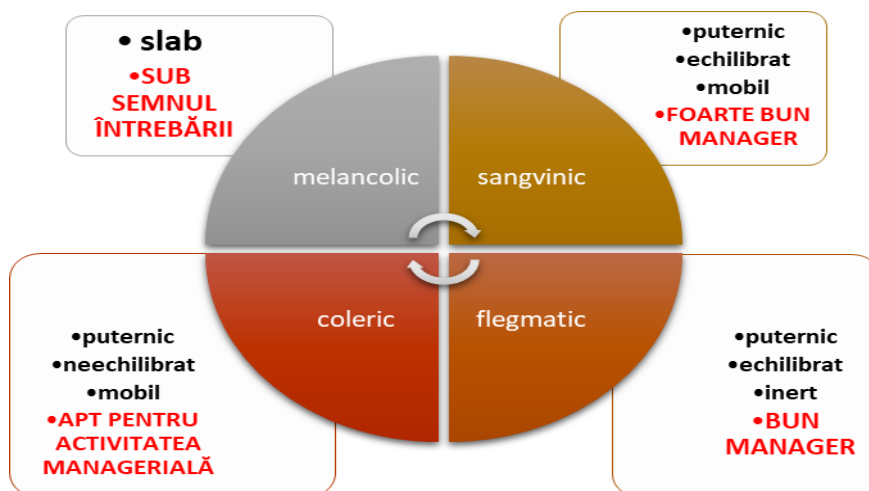 • slab
•SUB
SEMNUL
ÎNTREBĂRII
•puternic
•echilibrat
•mobil
•FOARTE BUN
MANAGER
melancolic
sangvinic
coleric
flegmatic
•puternic
•neechilibrat
•mobil
•APT PENTRU
ACTIVITATEA
MANAGERIALĂ
•puternic
•echilibrat
•inert
•BUN
MANAGER